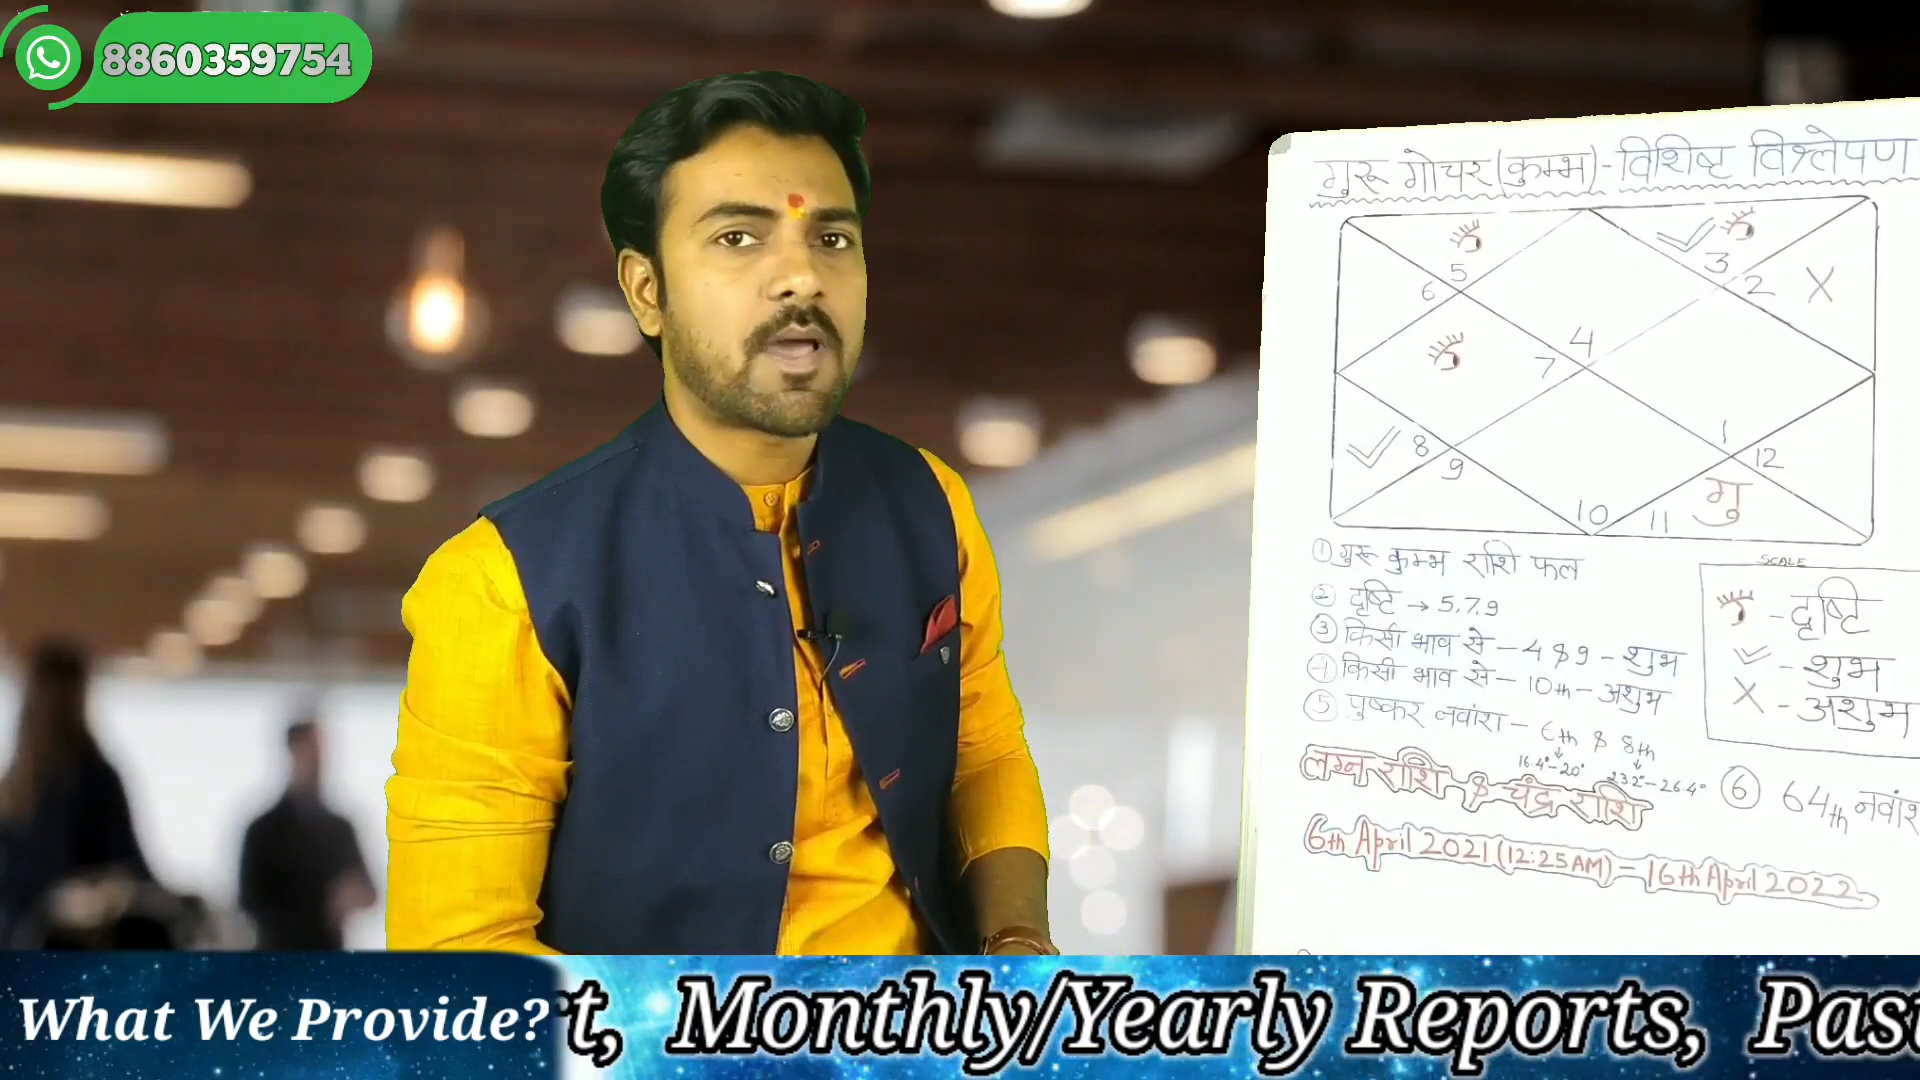 8860359754
गुरू गोचर (कुम्भ) - विशिष्ट विश्लेषण
5
3
6
2
X
4
7
1
8
12
9
गु
10
11
① गुरू कुम्भ राशि फल
② दृष्टि → 5,7,9
③ किसी भाव से - 4 & 9 - शुभ
④ किसी भाव से - 10th - अशुभ
⑤ पुष्कर नवांश - 6th & 8th
16.4° - 20° 23.2° - 26.4°
SCALE
- दृष्टि
✓ - शुभ
X - अशुभ
लग्न राशि & चंद्र राशि
⑥ 64th नवांश
6th April 2021 (12:25 AM) - 16th April 2022
What We Provide? t, Monthly/Yearly Reports, Past